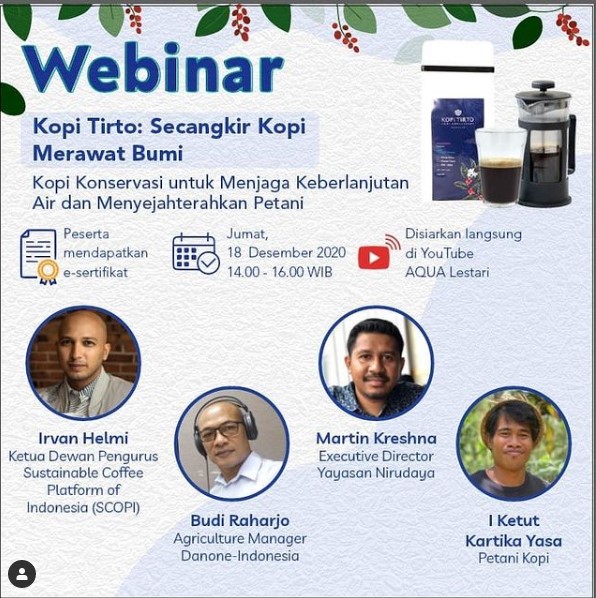 Webinar
Kopi Tirto: Secangkir Kopi
Merawat Bumi
Kopi Konservasi untuk Menjaga Keberlanjutan
Air dan Menyejahterahkan Petani
Peserta
mendapatkan
e-sertifikat
Jumat,
18 Desember 2020
14.00 - 16.00 WIB
Disiarkan langsung
di YouTube
AQUA Lestari
KOPI TIRTO
Irvan Helmi
Ketua Dewan Pengurus
Sustainable Coffee
Platform of
Indonesia (SCOPI)
Budi Raharjo
Agriculture Manager
Danone-Indonesia
Martin Kreshna
Executive Director
Yayasan Nirudaya
I Ketut
Kartika Yasa
Petani Kopi